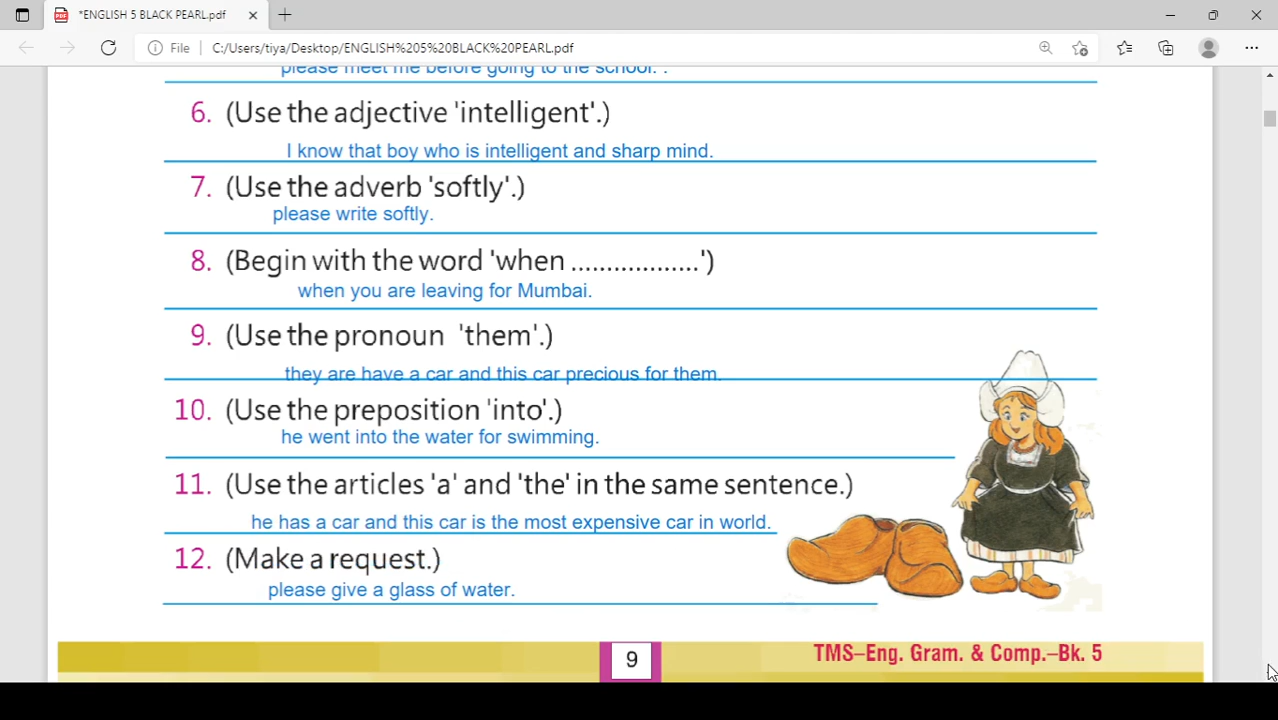 *ENGLISH 5 BLACK PEARL.pdf
File C:/Users/tiya/Desktop/ENGLISH%205%20BLACK%20PEARL.pdf
please meet me before going to the school. .
6. (Use the adjective 'intelligent'.)
I know that boy who is intelligent and sharp mind.
7. (Use the adverb 'softly'.)
please write softly.
8. (Begin with the word 'when ..................')
when you are leaving for Mumbai.
9. (Use the pronoun 'them'.)
they are have a car and this car precious for them.
10. (Use the preposition 'into'.)
he went into the water for swimming.
11. (Use the articles 'a' and 'the' in the same sentence.)
he has a car and this car is the most expensive car in world.
12. (Make a request.)
please give a glass of water.
9
TMS–Eng. Gram. & Comp.–Bk. 5